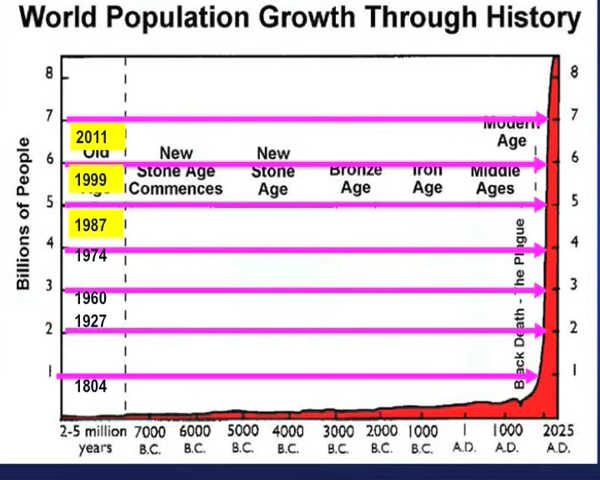 World Population Growth Through History
Billions of People
8
7
6
5
4
3
2
1
2011
1999
1987
1974
1960
1927
1804
Old
Age
New
Stone Age
Commences
New
Stone
Age
Bronze
Age
Iron
Age
Middle
Ages
Modern
Age
Black Death - The Plague
8
7
6
5
4
3
2
1
2-5 million 7000 6000 5000 4000 3000 2000 1000 1 1000 2025
years B.C. B.C. B.C. B.C. B.C. B.C. B.C. A.D. A.D. A.D.